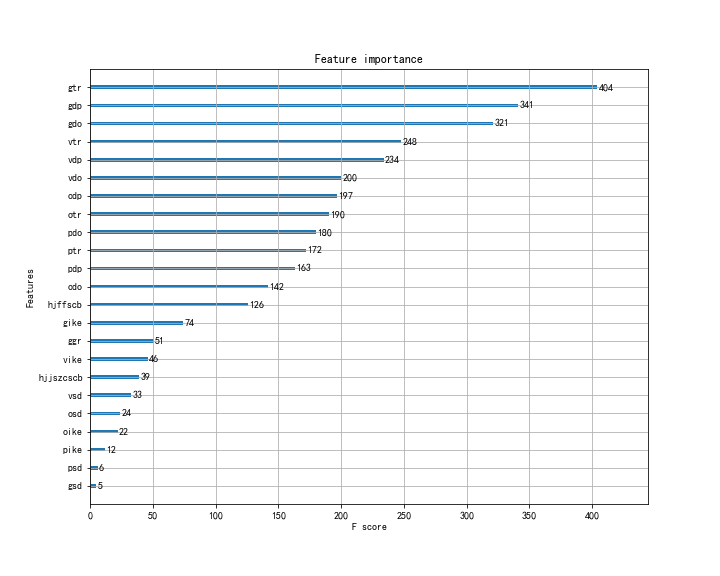 Feature importance
gtr 404
gdp 341
gdo 321
vtr 248
vdp 234
vdo 200
odp 197
otr 190
pdo 180
ptr 172
pdp 163
odo 142
hjffscb 126
gike 74
ggr 51
vike 46
hjjszcscb 39
vsd 33
osd 24
oike 22
pike 12
psd 6
gsd 5
Features
0 50 100 150 200 250 300 350 400
F score